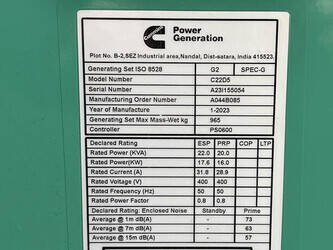 Power
Generation
Plot No. B-2,SEZ Industrial area,Nandal, Dist-satara, India 415523.
Generating Set ISO 8528 G2 SPEC-G
Model Number C22D5
Serial Number A23I155054
Manufacturing Order Number A044B085
Year of Manufacture 1-2023
Generating Set Max Mass-Wet kg 965
Controller PS0600
Declared Rating ESP PRP COP LTP
Rated Power (KVA) 22.0 20.0
Rated Power(KW) 17.6 16.0
Rated Current (A) 31.8 28.9
Rated Voltage (V) 400 400
Rated Frequency (Hz) 50 50
Rated Power Factor 0.8 0.8
Declared Rating: Enclosed Noise Standby Prime
Average @ 1m dB(A) 73
Average @ 7m dB(A) 63
Average @ 15m dB(A) 57